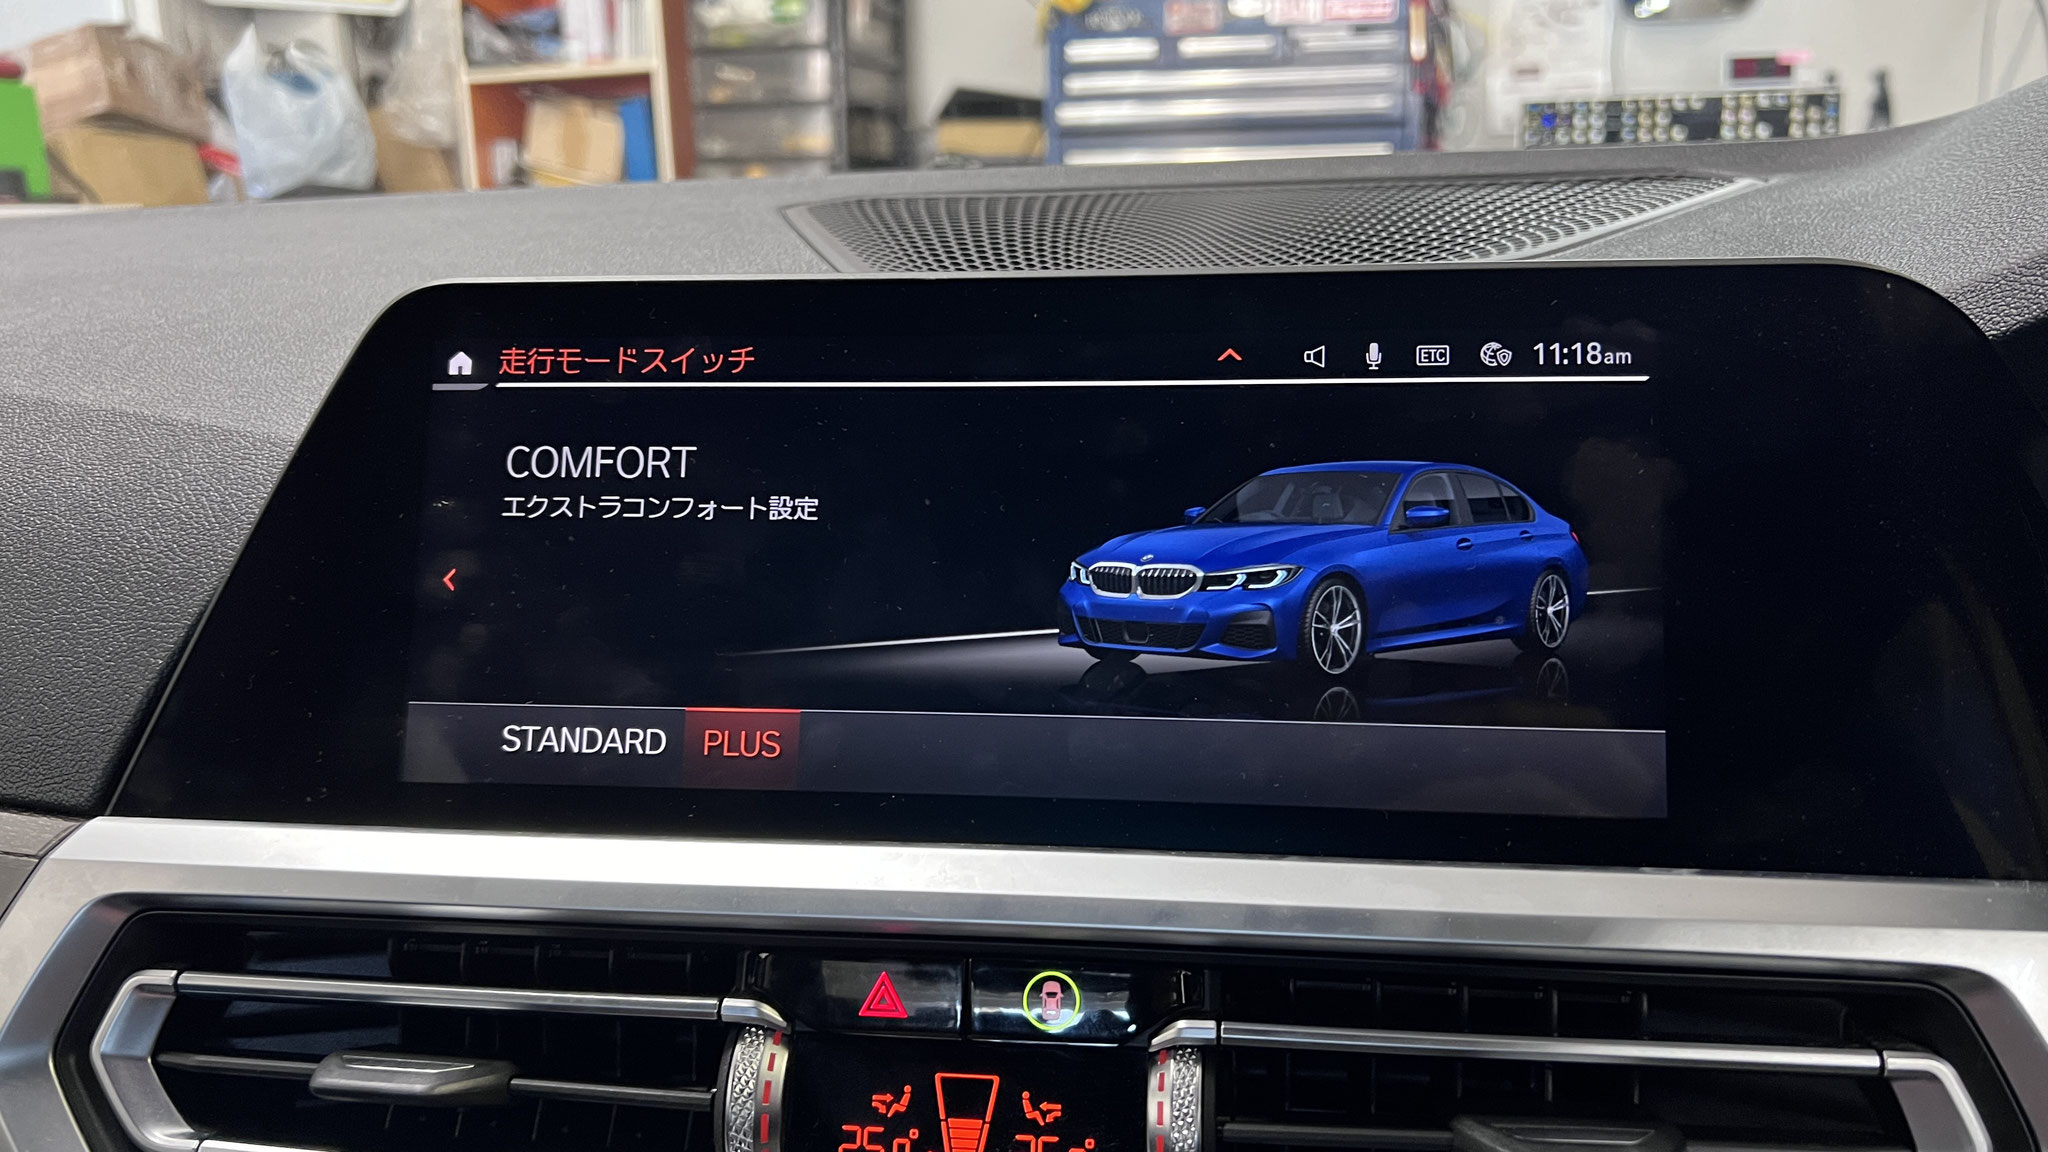 走行モードスイッチ
ETC
11:18am
COMFORT
エクストラコンフォート設定
STANDARD PLUS